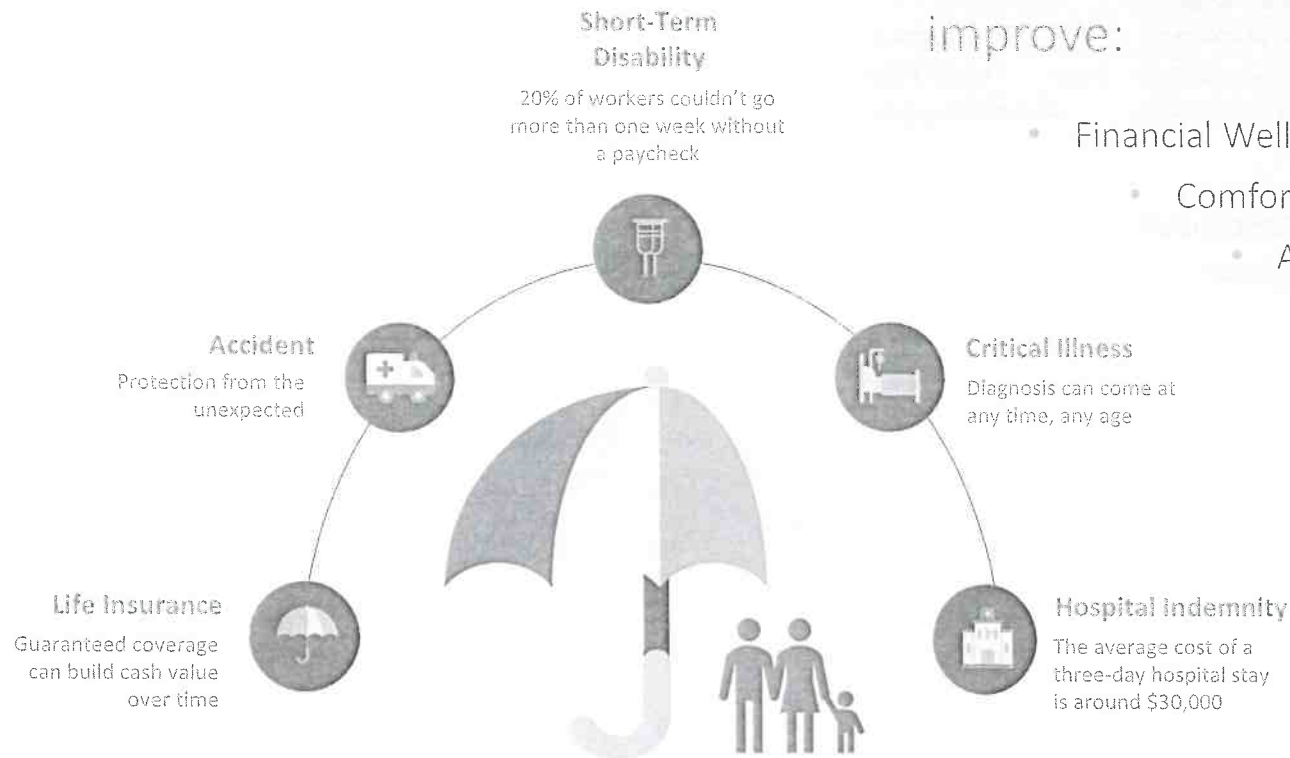 Short-Term
Disability
20% of workers couldn't go
more than one week without
a paycheck
improve:
Financial Well
Comfor
A
Accident
Protection from the
unexpected
Critical Illness
Diagnosis can come at
any time, any age
Life Insurance
Guaranteed coverage
can build cash value
over time
Hospital Indemnity
The average cost of a
three-day hospital stay
is around $30,000